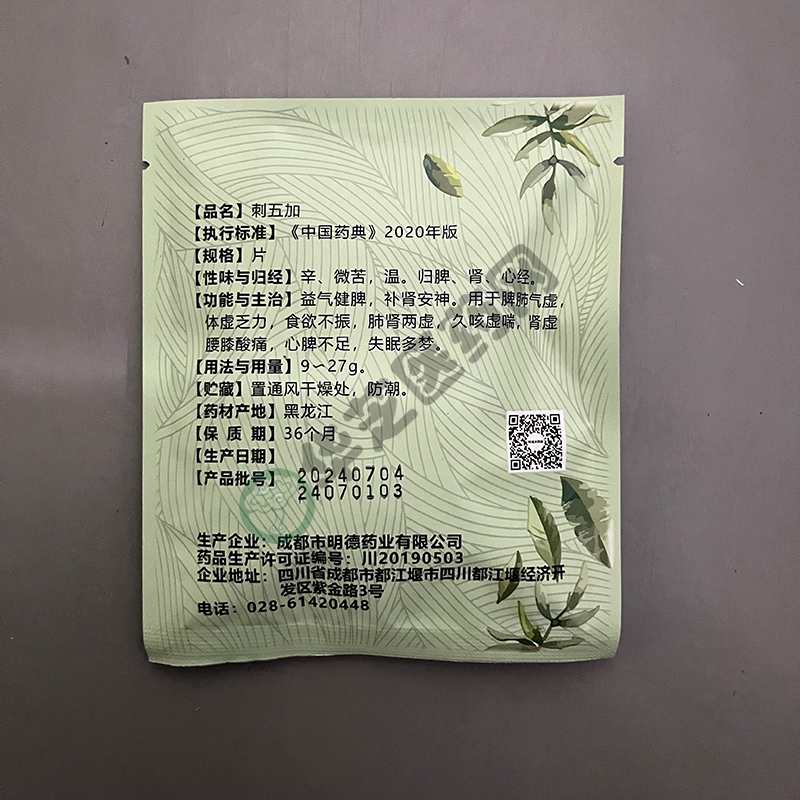 【品名】刺五加
【执行标准】《中国药典》2020年版
【规格】片
【性味与归经】辛、微苦，温。归脾、肾、心经。
【功能与主治】益气健脾，补肾安神。用于脾肺气虚，
体虚乏力，食欲不振，肺肾两虚，久咳虚喘，肾虚
腰膝酸痛，心脾不足，失眠多梦。
【用法与用量】9～27g。
【贮藏】置通风干燥处，防潮。
【药材产地】黑龙江
【保 质 期】36个月
【生产日期】
【产品批号】 20240704
24070103
生产企业：成都市明德药业有限公司
药品生产许可证编号：川20190503
企业地址：四川省成都市都江堰市四川都江堰经济开
发区紫金路3号
电话：028-61420448